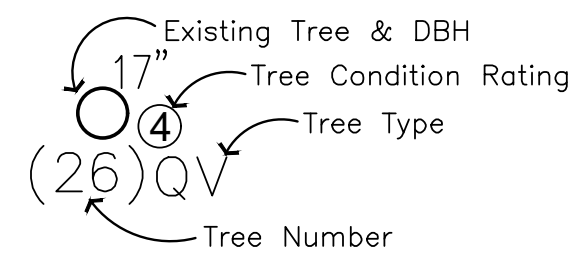 Existing Tree & DBH
17"
Tree Condition Rating
4
Tree Type
(26)QV
Tree Number